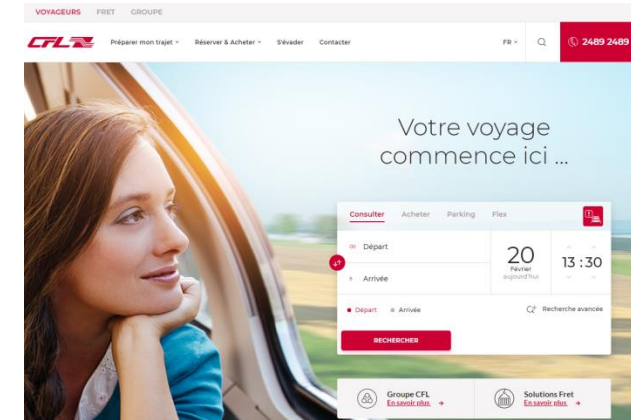 VOYAGEURS FRET GROUPE
CFL Préparer mon trajet Réserver & Acheter S'évader Contacter FR 2489 2489
Votre voyage
commence ici ...
Consulter Acheter Parking Flex
Départ
Arrivée
20
Février
aujourd'hui
13 : 30
Départ Arrivée Recherche avancée
RECHERCHER
Groupe CFL
En savoir plus
Solutions Fret
En savoir plus